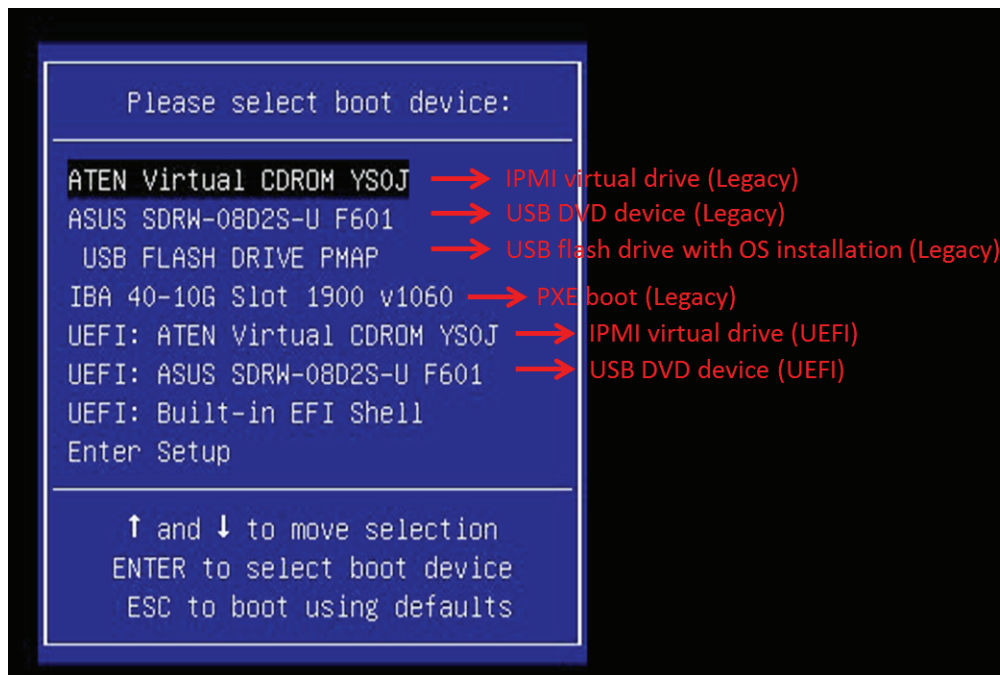 Please select boot device:
ATEN Virtual CDROM YS0J → IPMI virtual drive (Legacy)
ASUS SDRW-08D2S-U F601 → USB DVD device (Legacy)
USB FLASH DRIVE PMAP → USB flash drive with OS installation (Legacy)
IBA 40-10G Slot 1900 v1060 → PXE boot (Legacy)
UEFI: ATEN Virtual CDROM YS0J → IPMI virtual drive (UEFI)
UEFI: ASUS SDRW-08D2S-U F601 → USB DVD device (UEFI)
UEFI: Built-in EFI Shell
Enter Setup
↑ and ↓ to move selection
ENTER to select boot device
ESC to boot using defaults